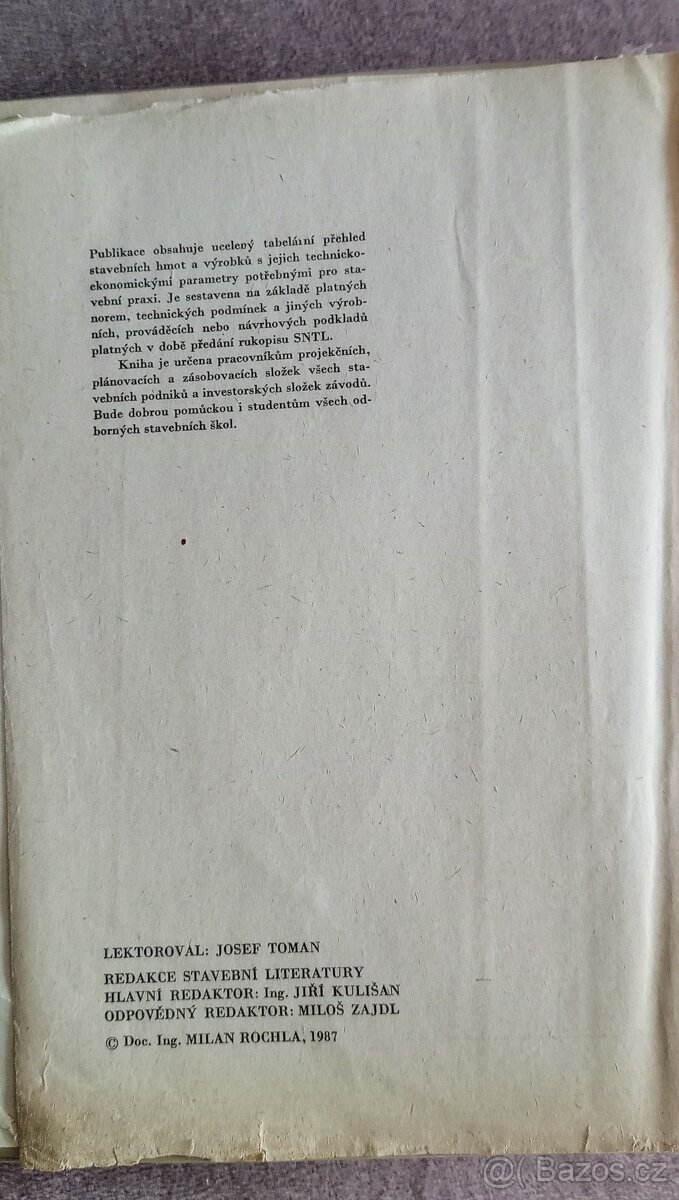 Publikace obsahuje ucelený tabelární přehled
stavebních hmot a výrobků s jejich technicko-
ekonomickými parametry potřebnými pro sta-
vební praxi. Je sestavena na základě platných
norem, technických podmínek a jiných výrob-
ních, prováděcích nebo návrhových podkladů
platných v době předání rukopisu SNTL.
Kniha je určena pracovníkům projekčních,
plánovacích a zásobovacích složek všech sta-
vebních podniků a investorských složek závodů.
Bude dobrou pomůckou i studentům všech od-
borných stavebních škol.
LEKTOROVAL: JOSEF TOMAN
REDAKCE STAVEBNÍ LITERATURY
HLAVNÍ REDAKTOR: Ing. JIŘÍ KULIŠAN
ODPOVĚDNÝ REDAKTOR: MILOŠ ZAJDL
© Doc. Ing. MILAN ROCHLA, 1987
Bazos.cz